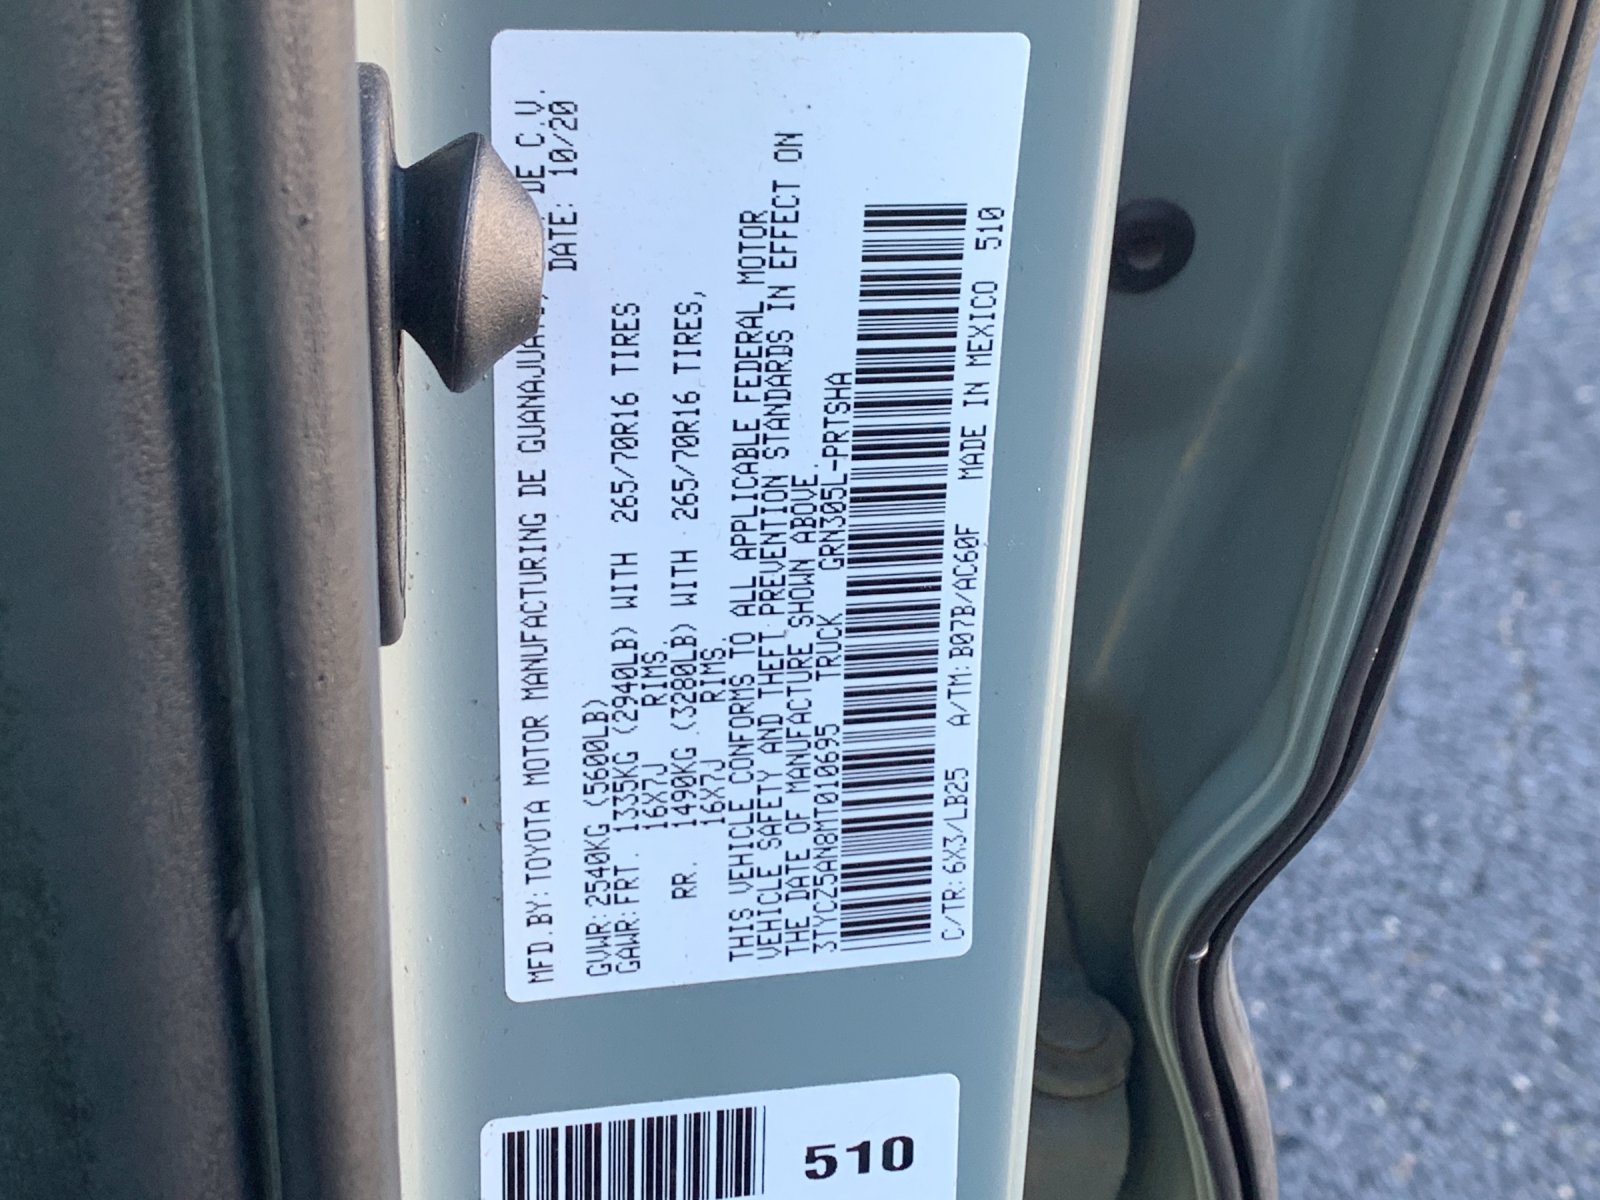 MFD.BY:TOYOTA MOTOR MANUFACTURING DE DE C.V.
DATE: 10/20
GVWR:2540KG (5600LB)
GAWR:FRT. 1335KG (2940LB) WITH 265/70R16 TIRES
16X7J RIMS,
RR. 1490KG (3280LB) WITH 265/70R16 TIRES,
16X7J RIMS.
THIS VEHICLE CONFORMS TO ALL APPLICABLE FEDERAL MOTOR
VEHICLE SAFETY AND THEFT PREVENTION STANDARDS IN EFFECT ON
THE DATE OF MANUFACTURE SHOWN ABOVE.
3TYCZ5AN8MT010695 TRUCK GRN305L-PRTSHA
C/TR:6X3/LB25 A/TM:B07B/AC60F MADE IN MEXICO 510
510